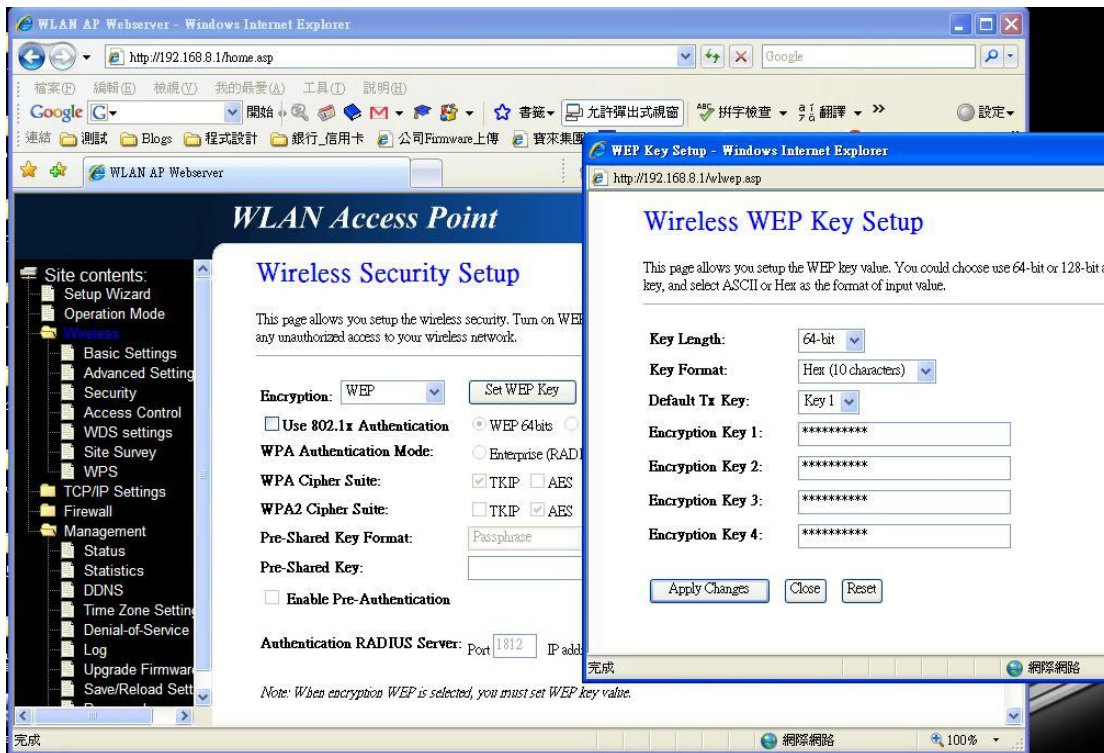 WLAN AP Webserver - Windows Internet Explorer
http://192.168.8.1/home.asp
Google
檔案(F) 編輯(E) 檢視(V) 我的最愛(A) 工具(T) 說明(H)
Google G 開始 書籤 允許彈出式視窗 ABC 拼字檢查 翻譯 » 設定
連結 測試 Blogs 程式設計 銀行_信用卡 公司Firmware上傳 寶來集團
WLAN AP Webserver
WLAN Access Point
Site contents:
Setup Wizard
Operation Mode
Wireless
Basic Settings
Advanced Setting
Security
Access Control
WDS settings
Site Survey
WPS
TCP/IP Settings
Firewall
Management
Status
Statistics
DDNS
Time Zone Setting
Denial-of-Service
Log
Upgrade Firmware
Save/Reload Sett
Wireless Security Setup
This page allows you setup the wireless security. Turn on WEP
any unauthorized access to your wireless network.
Encryption: WEP Set WEP Key
Use 802.1x Authentication WEP 64bits
WPA Authentication Mode: Enterprise (RADI
WPA Cipher Suite: TKIP AES
WPA2 Cipher Suite: TKIP AES
Pre-Shared Key Format: Passphrase
Pre-Shared Key:
Enable Pre-Authentication
Authentication RADIUS Server: Port 1812 IP addr
Note: When encryption WEP is selected, you must set WEP key value.
完成 網際網路 100%
WEP Key Setup - Windows Internet Explorer
http://192.168.8.1/wlwep.asp
Wireless WEP Key Setup
This page allows you setup the WEP key value. You could choose use 64-bit or 128-bit a
key, and select ASCII or Hex as the format of input value.
Key Length: 64-bit
Key Format: Hex (10 characters)
Default Tx Key: Key 1
Encryption Key 1: **********
Encryption Key 2: **********
Encryption Key 3: **********
Encryption Key 4: **********
Apply Changes Close Reset
完成 網際網路